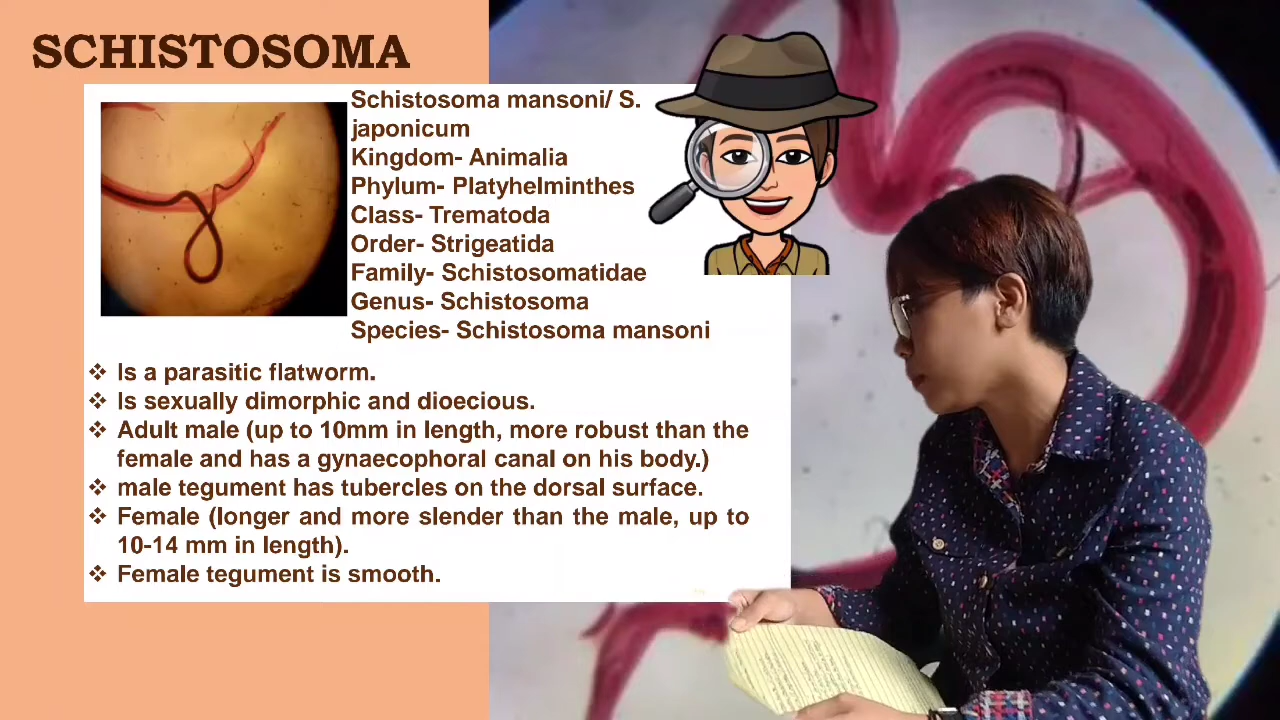 SCHISTOSOMA
Schistosoma mansoni/ S.
japonicum
Kingdom- Animalia
Phylum- Platyhelminthes
Class- Trematoda
Order- Strigeatida
Family- Schistosomatidae
Genus- Schistosoma
Species- Schistosoma mansoni
❖ Is a parasitic flatworm.
❖ Is sexually dimorphic and dioecious.
❖ Adult male (up to 10mm in length, more robust than the
female and has a gynaecophoral canal on his body.)
❖ male tegument has tubercles on the dorsal surface.
❖ Female (longer and more slender than the male, up to
10-14 mm in length).
❖ Female tegument is smooth.